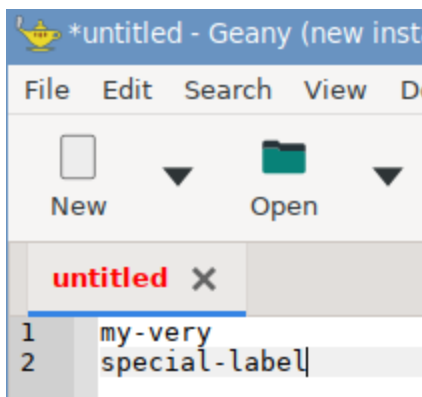 *untitled - Geany (new inst
File Edit Search View
New Open
untitled
1 my-very
2 special-label